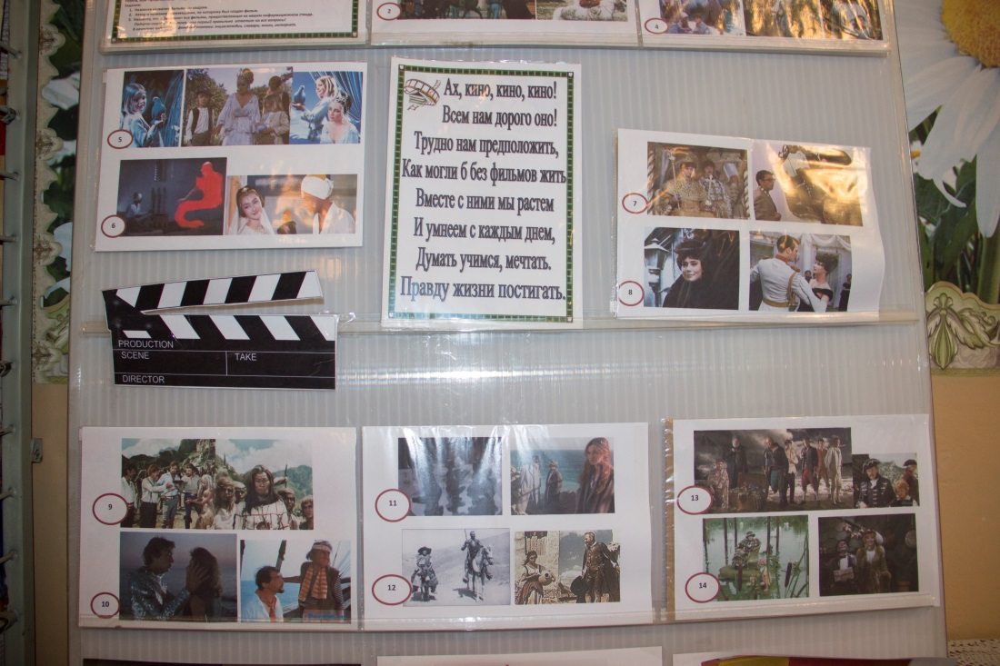 2
4
5
6
Ах, кино, кино, кино!
Всем нам дорого оно!
Трудно нам предположить,
Как могли б без фильмов жить
Вместе с ними мы растем
И умнеем с каждым днем,
Думать учимся, мечтать.
Правду жизни постигать.
7
8
PRODUCTION
SCENE TAKE
DIRECTOR
9
10
11
12
13
14